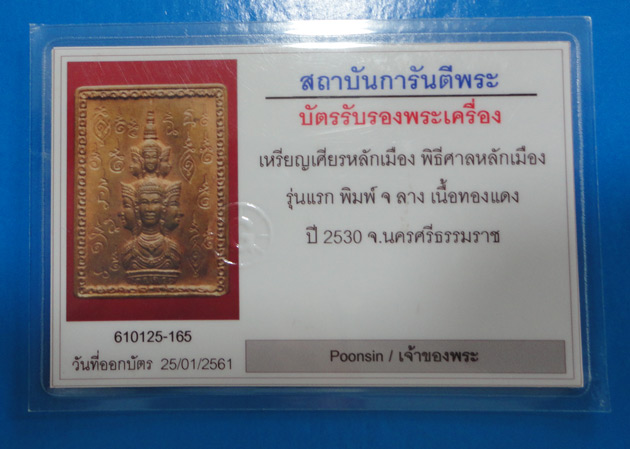 สถาบันการันตีพระ
บัตรรับรองพระเครื่อง
เหรียญเศียรหลักเมือง พิธีศาลหลักเมือง
รุ่นแรก พิมพ์ จ ลาง เนื้อทองแดง
ปี 2530 จ.นครศรีธรรมราช
610125-165
วันที่ออกบัตร 25/01/2561
Poonsin / เจ้าของพระ